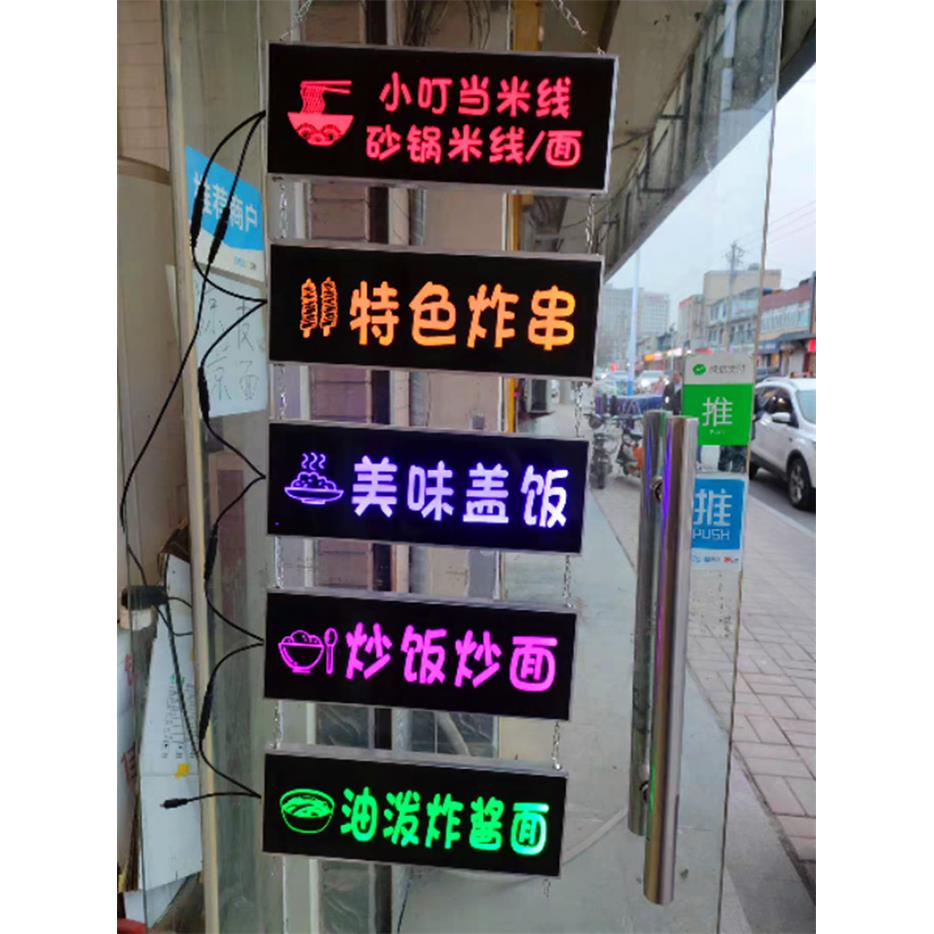 小叮当米线
砂锅米线/面
特色炸串
美味盖饭
炒饭炒面
油泼炸酱面
推荐商户
推
推
PUSH